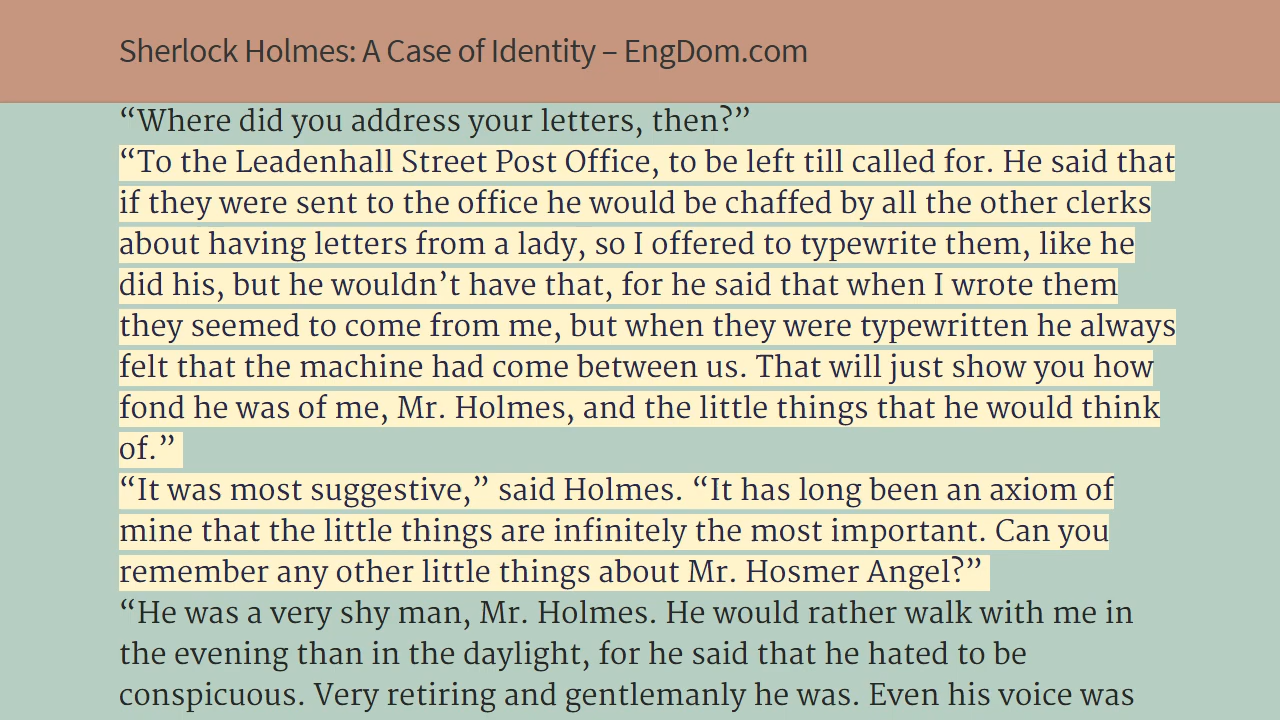 Sherlock Holmes: A Case of Identity – EngDom.com
“Where did you address your letters, then?”
“To the Leadenhall Street Post Office, to be left till called for. He said that
if they were sent to the office he would be chaffed by all the other clerks
about having letters from a lady, so I offered to typewrite them, like he
did his, but he wouldn’t have that, for he said that when I wrote them
they seemed to come from me, but when they were typewritten he always
felt that the machine had come between us. That will just show you how
fond he was of me, Mr. Holmes, and the little things that he would think
of.”
“It was most suggestive,” said Holmes. “It has long been an axiom of
mine that the little things are infinitely the most important. Can you
remember any other little things about Mr. Hosmer Angel?”
“He was a very shy man, Mr. Holmes. He would rather walk with me in
the evening than in the daylight, for he said that he hated to be
conspicuous. Very retiring and gentlemanly he was. Even his voice was